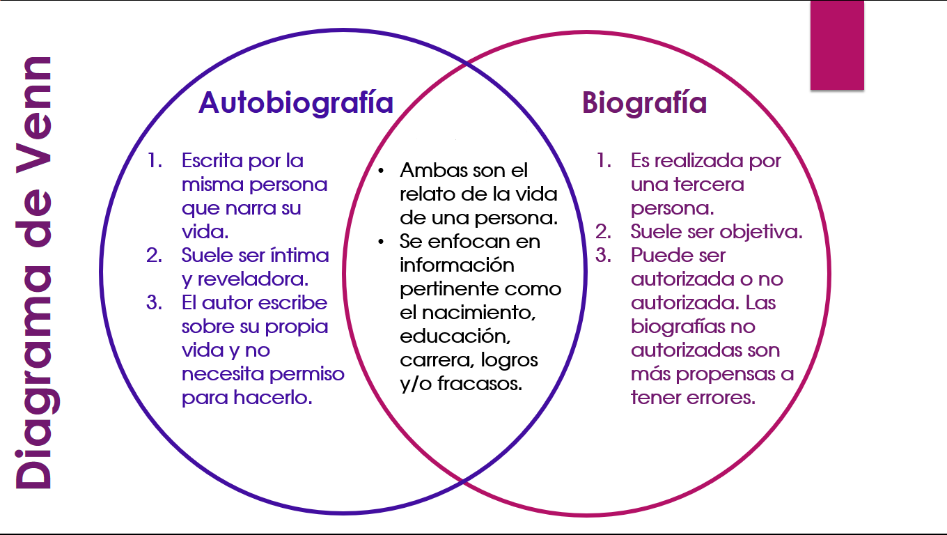 Diagrama de Venn
Autobiografía
1. Escrita por la
misma persona
que narra su
vida.
2. Suele ser íntima
y reveladora.
3. El autor escribe
sobre su propia
vida y no
necesita permiso
para hacerlo.
• Ambas son el
relato de la vida
de una persona.
• Se enfocan en
información
pertinente como
el nacimiento,
educación,
carrera, logros
y/o fracasos.
Biografía
1. Es realizada por
una tercera
persona.
2. Suele ser objetiva.
3. Puede ser
autorizada o no
autorizada. Las
biografías no
autorizadas son
más propensas a
tener errores.